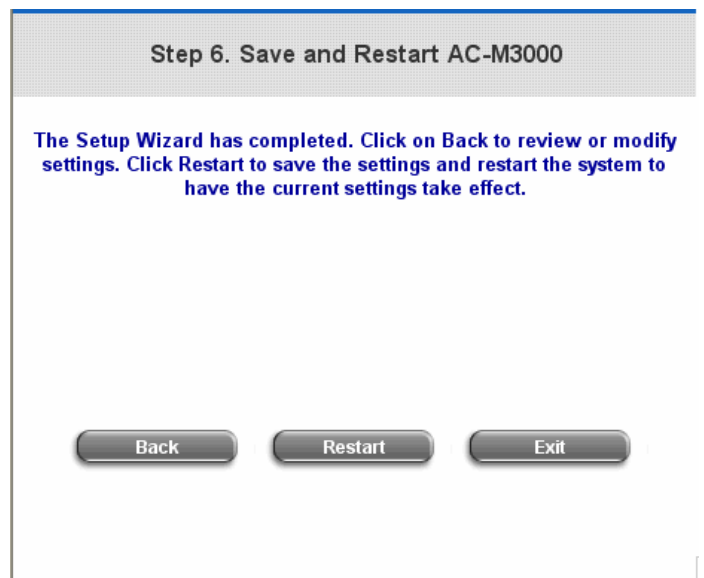 Step 6. Save and Restart AC-M3000
The Setup Wizard has completed. Click on Back to review or modify
settings. Click Restart to save the settings and restart the system to
have the current settings take effect.
Back Restart Exit